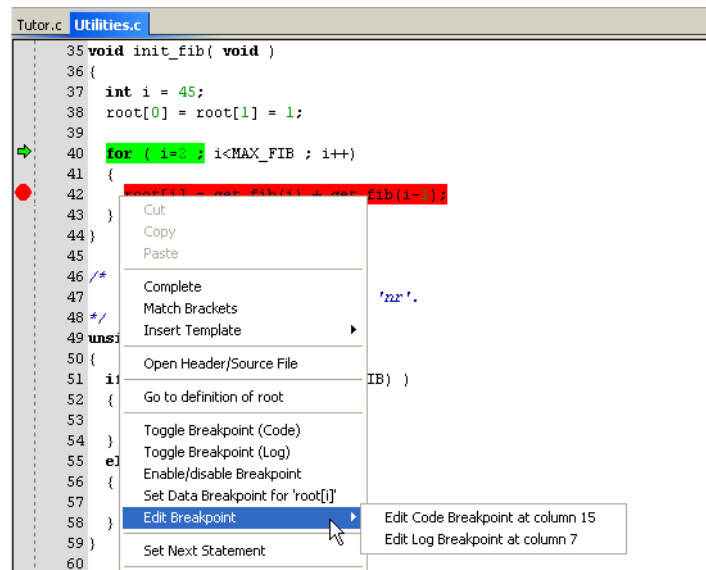 Tutor.c Utilities.c
35 void init_fib( void )
36 {
37 int i = 45;
38 root[0] = root[1] = 1;
39
40 for ( i=2 ; i<MAX_FIB ; i++)
41 {
42 root[i] = get_fib(i) + get_fib(i-1);
43 }
44 }
45
46 /*
47 'nr'.
48 */
49 unsi
50 {
51 if IB) )
52 {
53
54 }
55 el
56 {
57
58 }
59 }
60
Cut
Copy
Paste
Complete
Match Brackets
Insert Template
Open Header/Source File
Go to definition of root
Toggle Breakpoint (Code)
Toggle Breakpoint (Log)
Enable/disable Breakpoint
Set Data Breakpoint for 'root[i]'
Edit Breakpoint
Set Next Statement
Edit Code Breakpoint at column 15
Edit Log Breakpoint at column 7